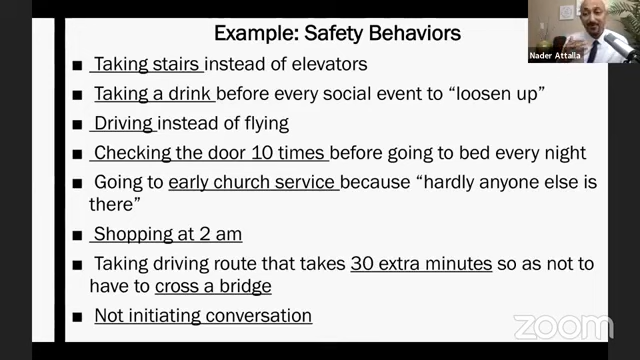 Example: Safety Behaviors
Nader Attalla
■ Taking stairs instead of elevators
■ Taking a drink before every social event to “loosen up”
■ Driving instead of flying
■ Checking the door 10 times before going to bed every night
■ Going to early church service because “hardly anyone else is
there”
■ Shopping at 2 am
■ Taking driving route that takes 30 extra minutes so as not to
have to cross a bridge
■ Not initiating conversation
zoom